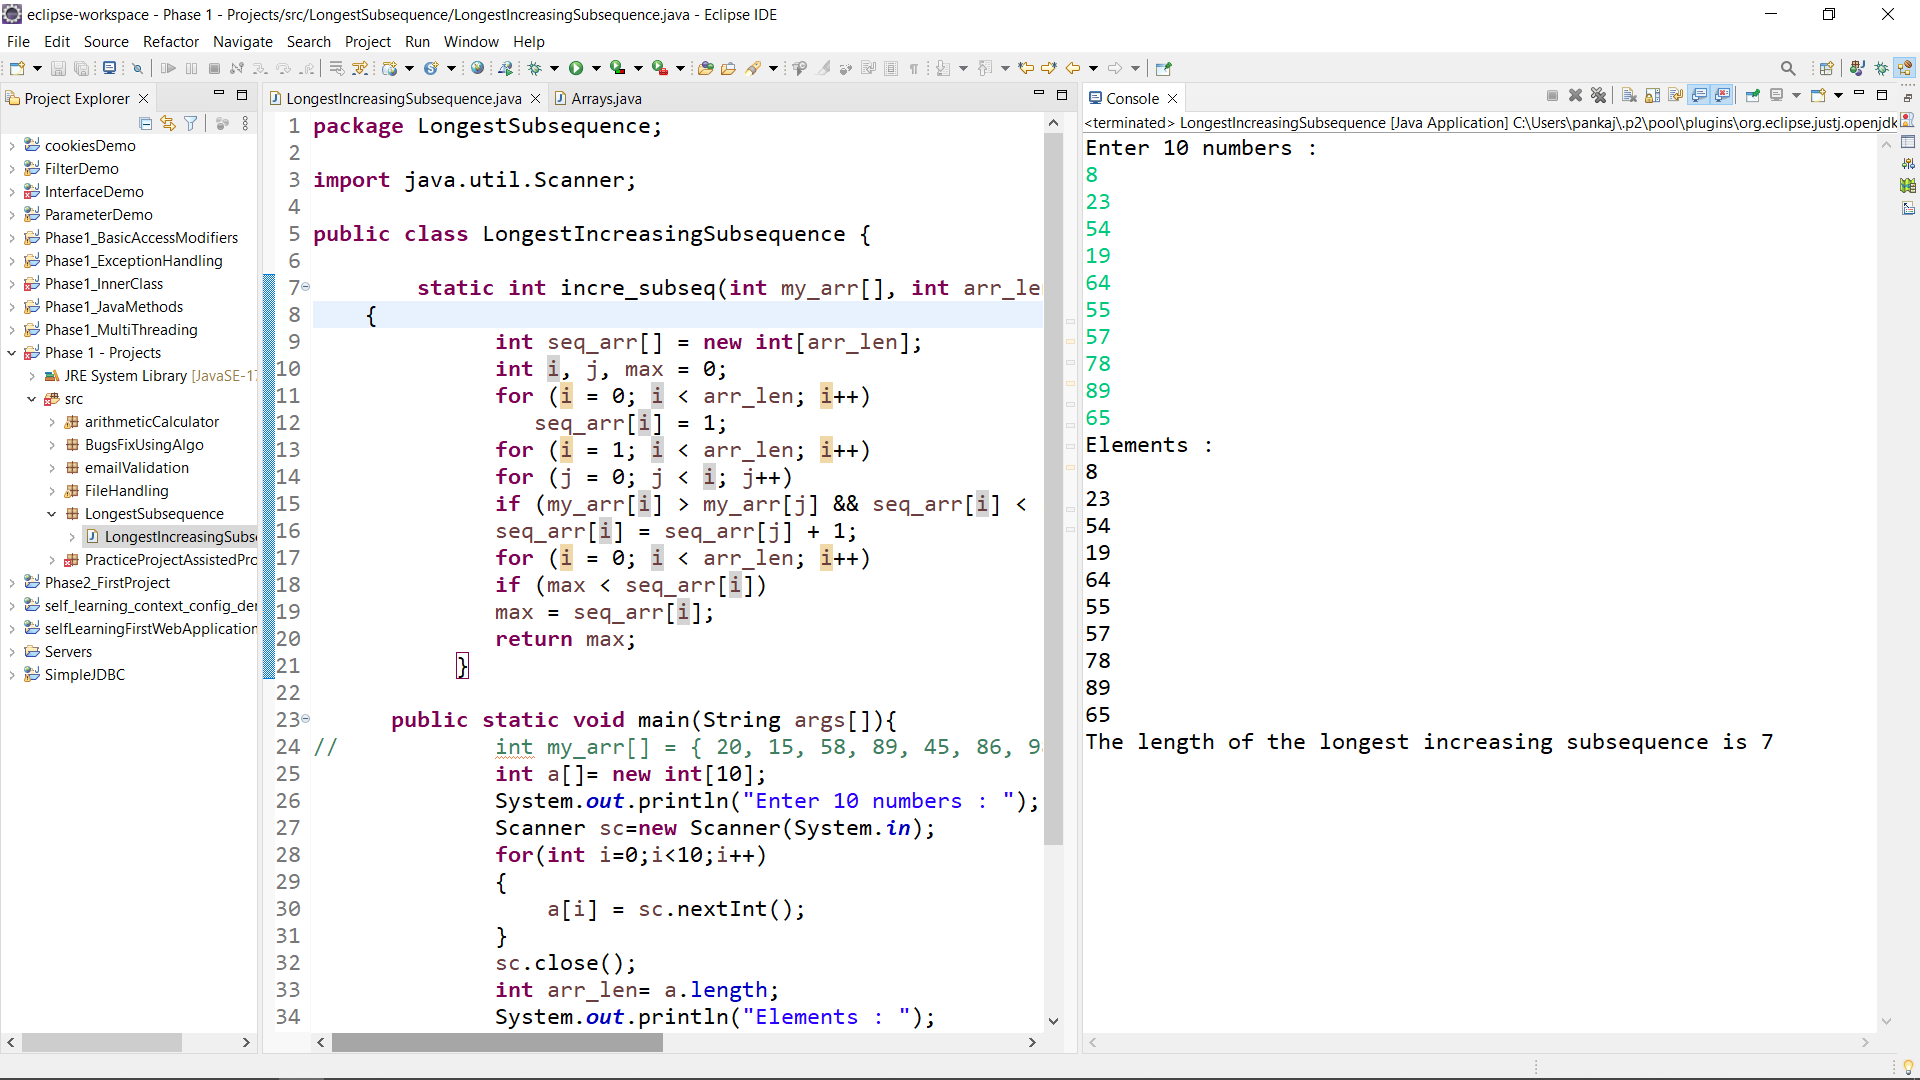 eclipse-workspace - Phase 1 - Projects/src/LongestSubsequence/LongestIncreasingSubsequence.java - Eclipse IDE
File Edit Source Refactor Navigate Search Project Run Window Help
Project Explorer
cookiesDemo
FilterDemo
InterfaceDemo
ParameterDemo
Phase1_BasicAccessModifiers
Phase1_ExceptionHandling
Phase1_InnerClass
Phase1_JavaMethods
Phase1_MultiThreading
Phase 1 - Projects
JRE System Library [JavaSE-17
src
arithmeticCalculator
BugsFixUsingAlgo
emailValidation
FileHandling
LongestSubsequence
LongestIncreasingSubse
PracticeProjectAssistedPro
Phase2_FirstProject
self_learning_context_config_der
selfLearningFirstWebApplication
Servers
SimpleJDBC
LongestIncreasingSubsequence.java Arrays.java
1 package LongestSubsequence;
2
3 import java.util.Scanner;
4
5 public class LongestIncreasingSubsequence {
6
7 static int incre_subseq(int my_arr[], int arr_le
8 {
9 int seq_arr[] = new int[arr_len];
10 int i, j, max = 0;
11 for (i = 0; i < arr_len; i++)
12 seq_arr[i] = 1;
13 for (i = 1; i < arr_len; i++)
14 for (j = 0; j < i; j++)
15 if (my_arr[i] > my_arr[j] && seq_arr[i] <
16 seq_arr[i] = seq_arr[j] + 1;
17 for (i = 0; i < arr_len; i++)
18 if (max < seq_arr[i])
19 max = seq_arr[i];
20 return max;
21 }
22
23 public static void main(String args[]){
24 // int my_arr[] = { 20, 15, 58, 89, 45, 86, 9
25 int a[]= new int[10];
26 System.out.println("Enter 10 numbers : ");
27 Scanner sc=new Scanner(System.in);
28 for(int i=0;i<10;i++)
29 {
30 a[i] = sc.nextInt();
31 }
32 sc.close();
33 int arr_len= a.length;
34 System.out.println("Elements : ");
Console
<terminated> LongestIncreasingSubsequence [Java Application] C:\Users\pankaj\.p2\pool\plugins\org.eclipse.justj.openjdk
Enter 10 numbers :
8
23
54
19
64
55
57
78
89
65
Elements :
8
23
54
19
64
55
57
78
89
65
The length of the longest increasing subsequence is 7